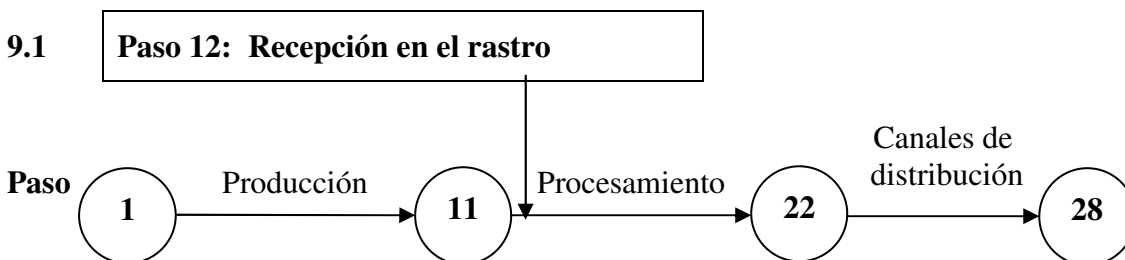 9.1 Paso 12: Recepción en el rastro
Canales de
distribución
Paso 1 Producción 11 Procesamiento 22 28